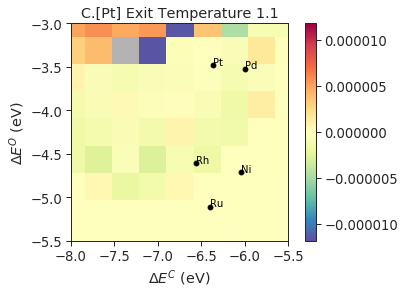 C.[Pt] Exit Temperature 1.1
−3.0
−3.5
−4.0
−4.5
−5.0
−5.5
ΔE^O (eV)
Pt
Pd
Rh
Ni
Ru
−8.0 −7.5 −7.0 −6.5 −6.0 −5.5
ΔE^C (eV)
0.000010
0.000005
0.000000
−0.000005
−0.000010